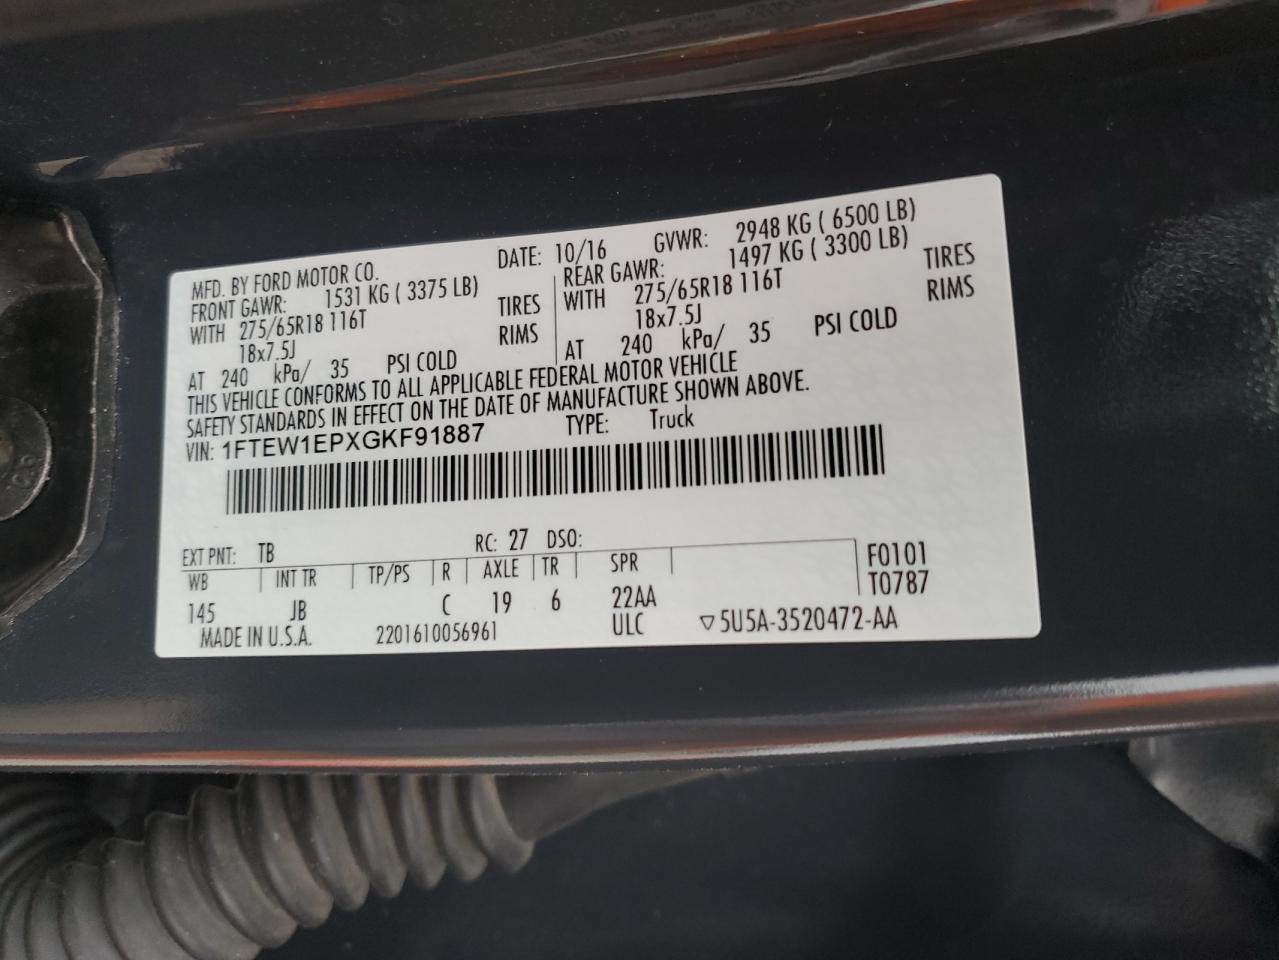 MFD. BY FORD MOTOR CO. DATE: 10/16 GVWR: 2948 KG ( 6500 LB)
FRONT GAWR: 1531 KG ( 3375 LB) REAR GAWR: 1497 KG ( 3300 LB)
WITH 275/65R18 116T TIRES WITH 275/65R18 116T TIRES
18x7.5J RIMS 18x7.5J RIMS
AT 240 kPa/ 35 PSI COLD AT 240 kPa/ 35 PSI COLD
THIS VEHICLE CONFORMS TO ALL APPLICABLE FEDERAL MOTOR VEHICLE
SAFETY STANDARDS IN EFFECT ON THE DATE OF MANUFACTURE SHOWN ABOVE.
VIN: 1FTEW1EPXGKF91887 TYPE: Truck
EXT PNT: TB RC: 27 DSO:
WB INT TR TP/PS R AXLE TR SPR F0101
145 JB C 19 6 22AA T0787
MADE IN U.S.A. 2201610056961 ULC ▽5U5A-3520472-AA